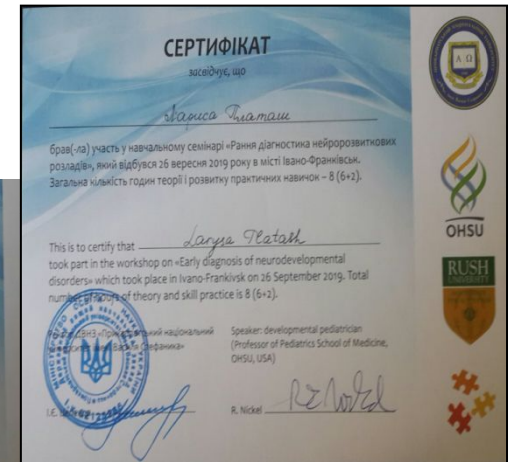 СЕРТИФІКАТ
засвідчує, що
Лариса Платаш
брав(-ла) участь у навчальному семінарі «Рання діагностика нейророзвиткових
розладів», який відбувся 26 вересня 2019 року в місті Івано-Франківськ.
Загальна кількість годин теорії і розвитку практичних навичок – 8 (6+2).
This is to certify that Larysa Platash
took part in the workshop on «Early diagnosis of neurodevelopmental
disorders» which took place in Ivano-Frankivsk on 26 September 2019. Total
number of hours of theory and skill practice is 8 (6+2).
національний
Василя Стефаника»
Speaker: developmental pediatrician
(Professor of Pediatrics School of Medicine,
OHSU, USA)
І.Є.
R. Nickel
Α Ω
OHSU
RUSH
UNIVERSITY